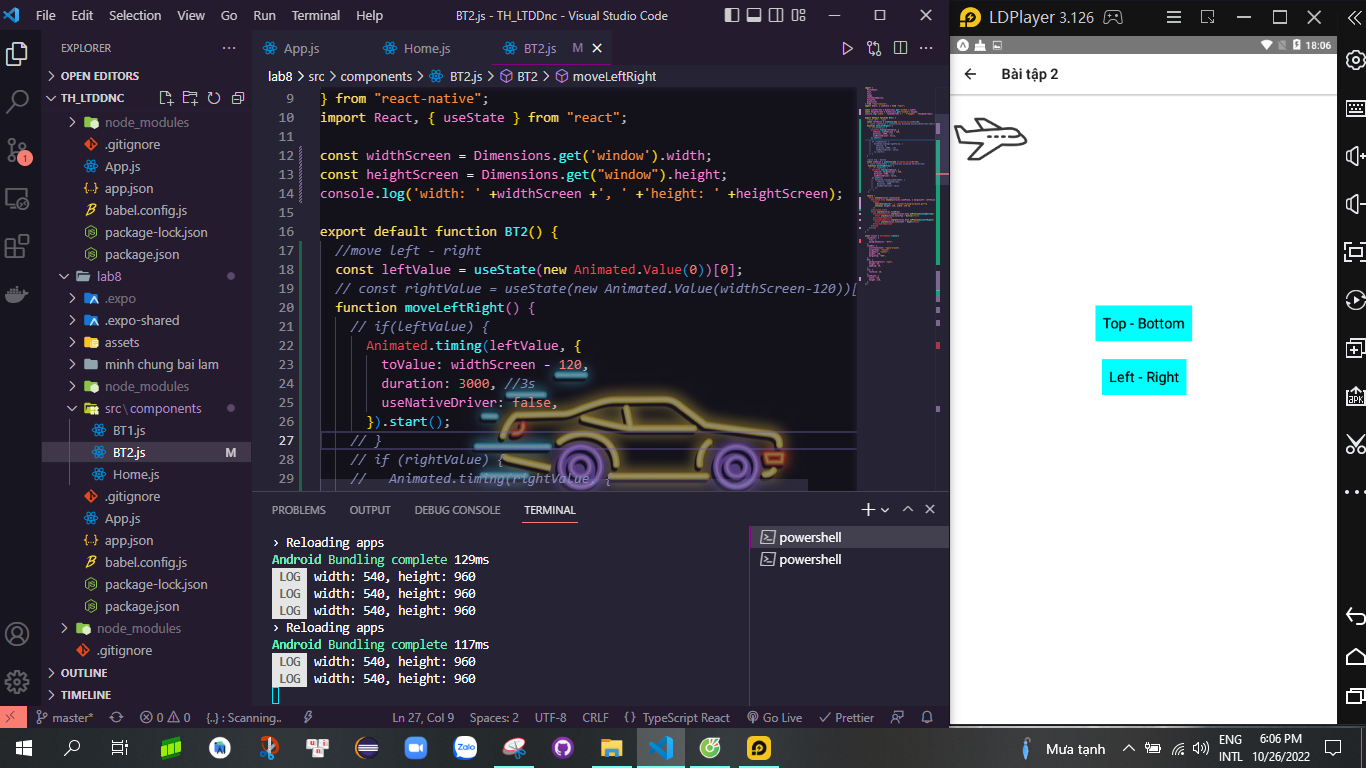 File Edit Selection View Go Run Terminal Help
BT2.js - TH_LTDDnc - Visual Studio Code
EXPLORER
OPEN EDITORS
TH_LTDDNC
node_modules
.gitignore
App.js
app.json
babel.config.js
package-lock.json
package.json
lab8
.expo
.expo-shared
assets
minh chung bai lam
node_modules
src\components
BT1.js
BT2.js M
Home.js
.gitignore
App.js
app.json
babel.config.js
package-lock.json
package.json
node_modules
.gitignore
OUTLINE
TIMELINE
1
App.js Home.js BT2.js M
lab8 > src > components > BT2.js > BT2 > moveLeftRight
9 } from "react-native";
10 import React, { useState } from "react";
11
12 const widthScreen = Dimensions.get('window').width;
13 const heightScreen = Dimensions.get("window").height;
14 console.log('width: ' +widthScreen +', ' +'height: ' +heightScreen);
15
16 export default function BT2() {
17 //move left - right
18 const leftValue = useState(new Animated.Value(0))[0];
19 // const rightValue = useState(new Animated.Value(widthScreen-120))[
20 function moveLeftRight() {
21 // if(leftValue) {
22 Animated.timing(leftValue, {
23 toValue: widthScreen - 120,
24 duration: 3000, //3s
25 useNativeDriver: false,
26 }).start();
27 // }
28 // if (rightValue) {
29 // Animated.timing(rightValue, {
PROBLEMS OUTPUT DEBUG CONSOLE TERMINAL
› Reloading apps
Android Bundling complete 129ms
LOG width: 540, height: 960
LOG width: 540, height: 960
LOG width: 540, height: 960
› Reloading apps
Android Bundling complete 117ms
LOG width: 540, height: 960
LOG width: 540, height: 960
powershell
powershell
master* 0 0 {..} : Scanning.. Ln 27, Col 9 Spaces: 2 UTF-8 CRLF {} TypeScript React Go Live Prettier
LDPlayer 3.126
18:06
Bài tập 2
Top - Bottom
Left - Right
APK
Zalo
Mưa tạnh
ENG
INTL
6:06 PM
10/26/2022